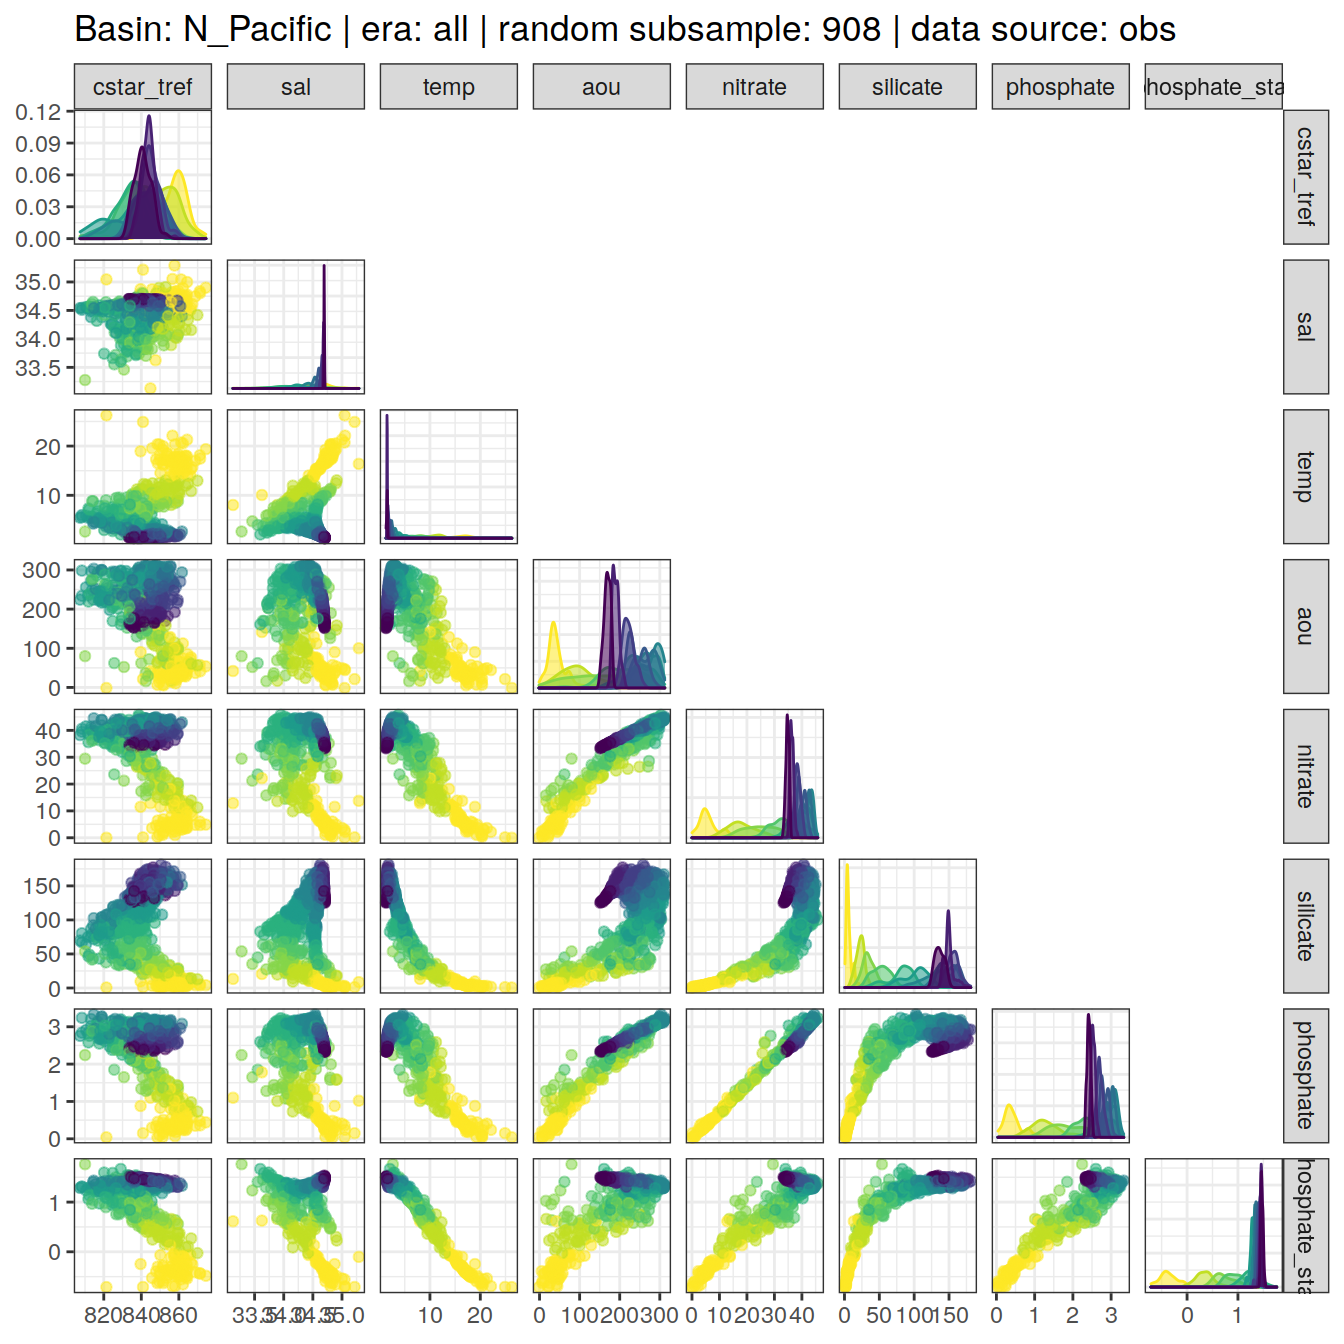 Basin: N_Pacific | era: all | random subsample: 908 | data source: obs
cstar_tref sal temp aou nitrate silicate phosphate hosphate_sta
0.12
0.09
0.06
0.03
0.00
cstar_tref
35.0
34.5
34.0
33.5
sal
20
10
temp
300
200
100
0
aou
40
30
20
10
0
nitrate
150
100
50
0
silicate
3
2
1
0
phosphate
1
0
hosphate_sta
820 840 860 33.5 34.0 34.5 35.0 10 20 0 100 200 300 0 10 20 30 40 0 50 100 150 0 1 2 3 0 1